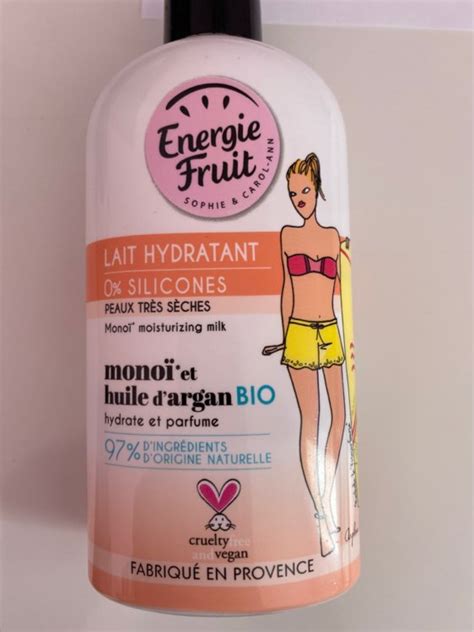 Energie
Fruit
SOPHIE & CAROL-ANN
LAIT HYDRATANT
0% SILICONES
PEAUX TRÈS SÈCHES
Monoï* moisturizing milk
monoï* et
huile d'argan BIO
hydrate et parfume
97% D'INGRÉDIENTS
D'ORIGINE NATURELLE
cruelty free
and vegan
FABRIQUÉ EN PROVENCE